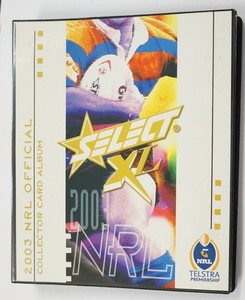 2003 NRL OFFICIAL
COLLECTOR CARD ALBUM
SELECT
XL
2003
NRL
NRL
TELSTRA
PREMIERSHIP